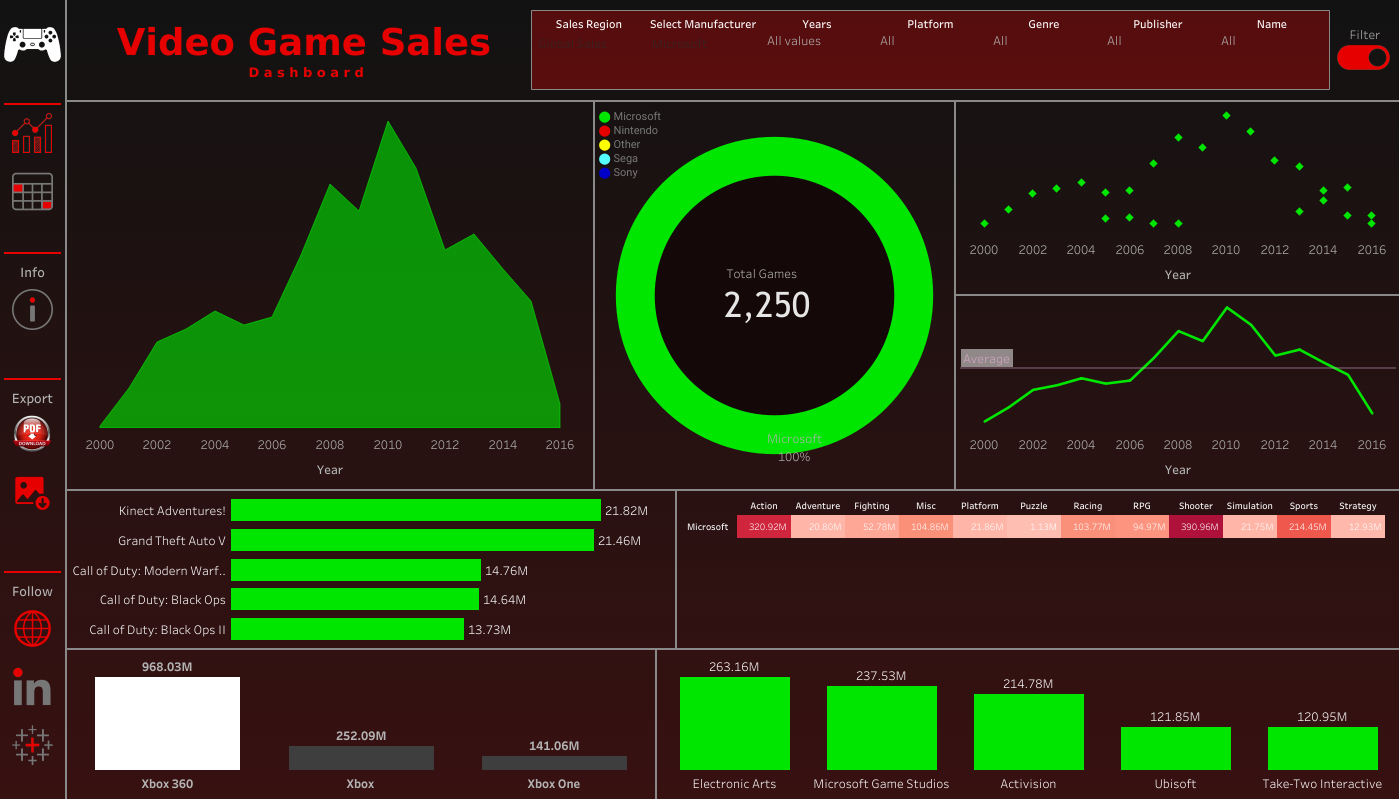 Video Game Sales
Dashboard
Sales Region Select Manufacturer Years Platform Genre Publisher Name
All values All All All All
Filter
Info
Export
PDF
DOWNLOAD
Follow
in
2000 2002 2004 2006 2008 2010 2012 2014 2016
Year
Microsoft
Nintendo
Other
Sega
Sony
Total Games
2,250
Microsoft
100%
2000 2002 2004 2006 2008 2010 2012 2014 2016
Year
Average
2000 2002 2004 2006 2008 2010 2012 2014 2016
Year
Kinect Adventures! 21.82M
Grand Theft Auto V 21.46M
Call of Duty: Modern Warf.. 14.76M
Call of Duty: Black Ops 14.64M
Call of Duty: Black Ops II 13.73M
Action Adventure Fighting Misc Platform Puzzle Racing RPG Shooter Simulation Sports Strategy
Microsoft 320.92M 20.80M 52.78M 104.86M 21.86M 1.13M 103.77M 94.97M 390.96M 21.75M 214.45M 12.93M
968.03M 252.09M 141.06M
Xbox 360 Xbox Xbox One
263.16M 237.53M 214.78M 121.85M 120.95M
Electronic Arts Microsoft Game Studios Activision Ubisoft Take-Two Interactive